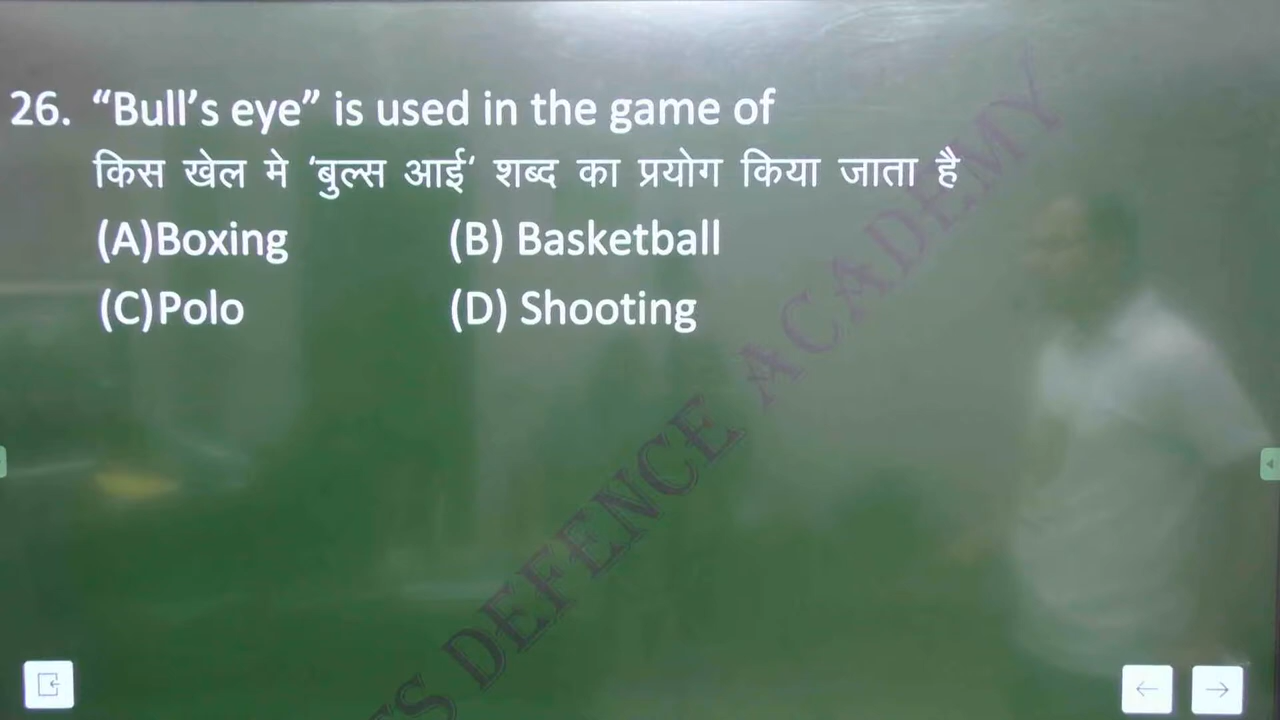 26. “Bull’s eye” is used in the game of
किस खेल मे ‘बुल्स आई‘ शब्द का प्रयोग किया जाता है
(A)Boxing (B) Basketball
(C)Polo (D) Shooting
S DEFENCE ACADEMY